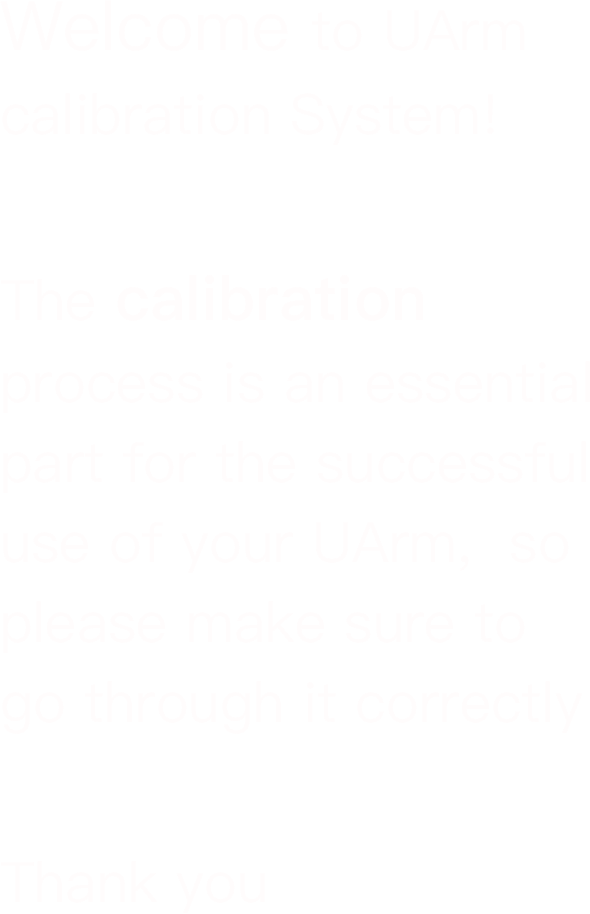 Welcome to UArm
calibration System!
The calibration
process is an essential
part for the successful
use of your UArm, so
please make sure to
go through it correctly
Thank you